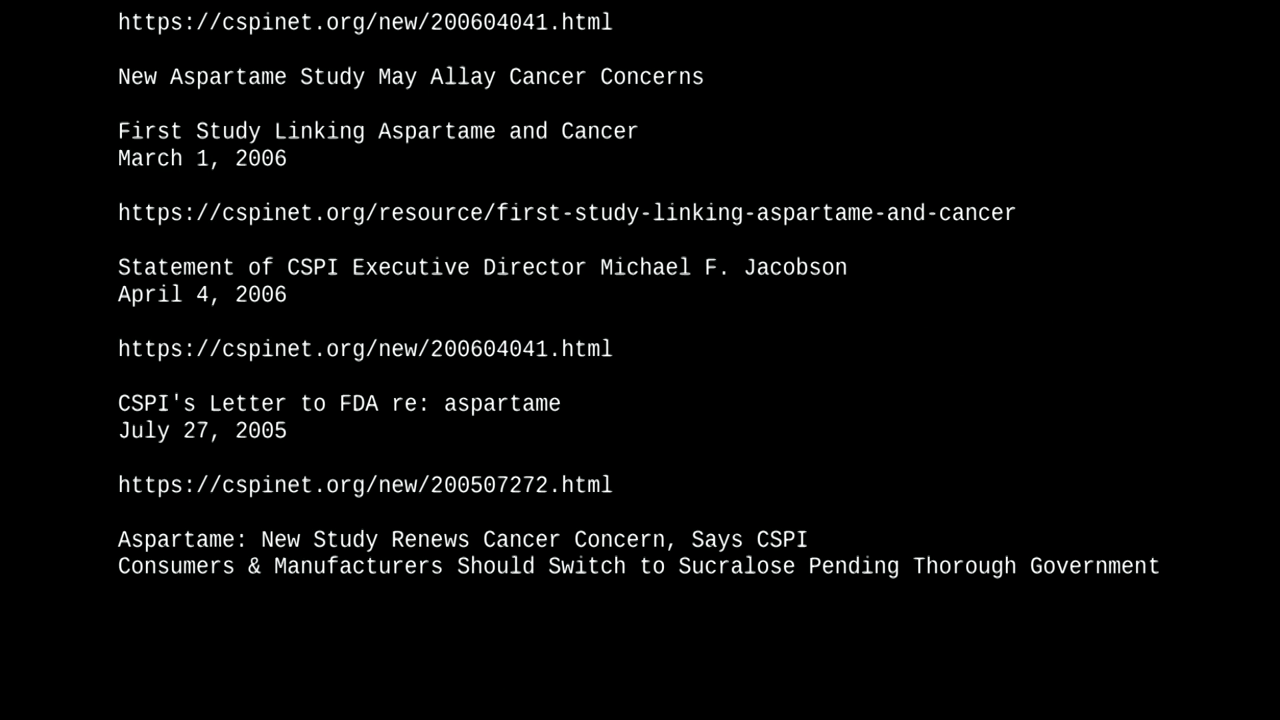 https://cspinet.org/new/200604041.html
New Aspartame Study May Allay Cancer Concerns
First Study Linking Aspartame and Cancer
March 1, 2006
https://cspinet.org/resource/first-study-linking-aspartame-and-cancer
Statement of CSPI Executive Director Michael F. Jacobson
April 4, 2006
https://cspinet.org/new/200604041.html
CSPI's Letter to FDA re: aspartame
July 27, 2005
https://cspinet.org/new/200507272.html
Aspartame: New Study Renews Cancer Concern, Says CSPI
Consumers & Manufacturers Should Switch to Sucralose Pending Thorough Government